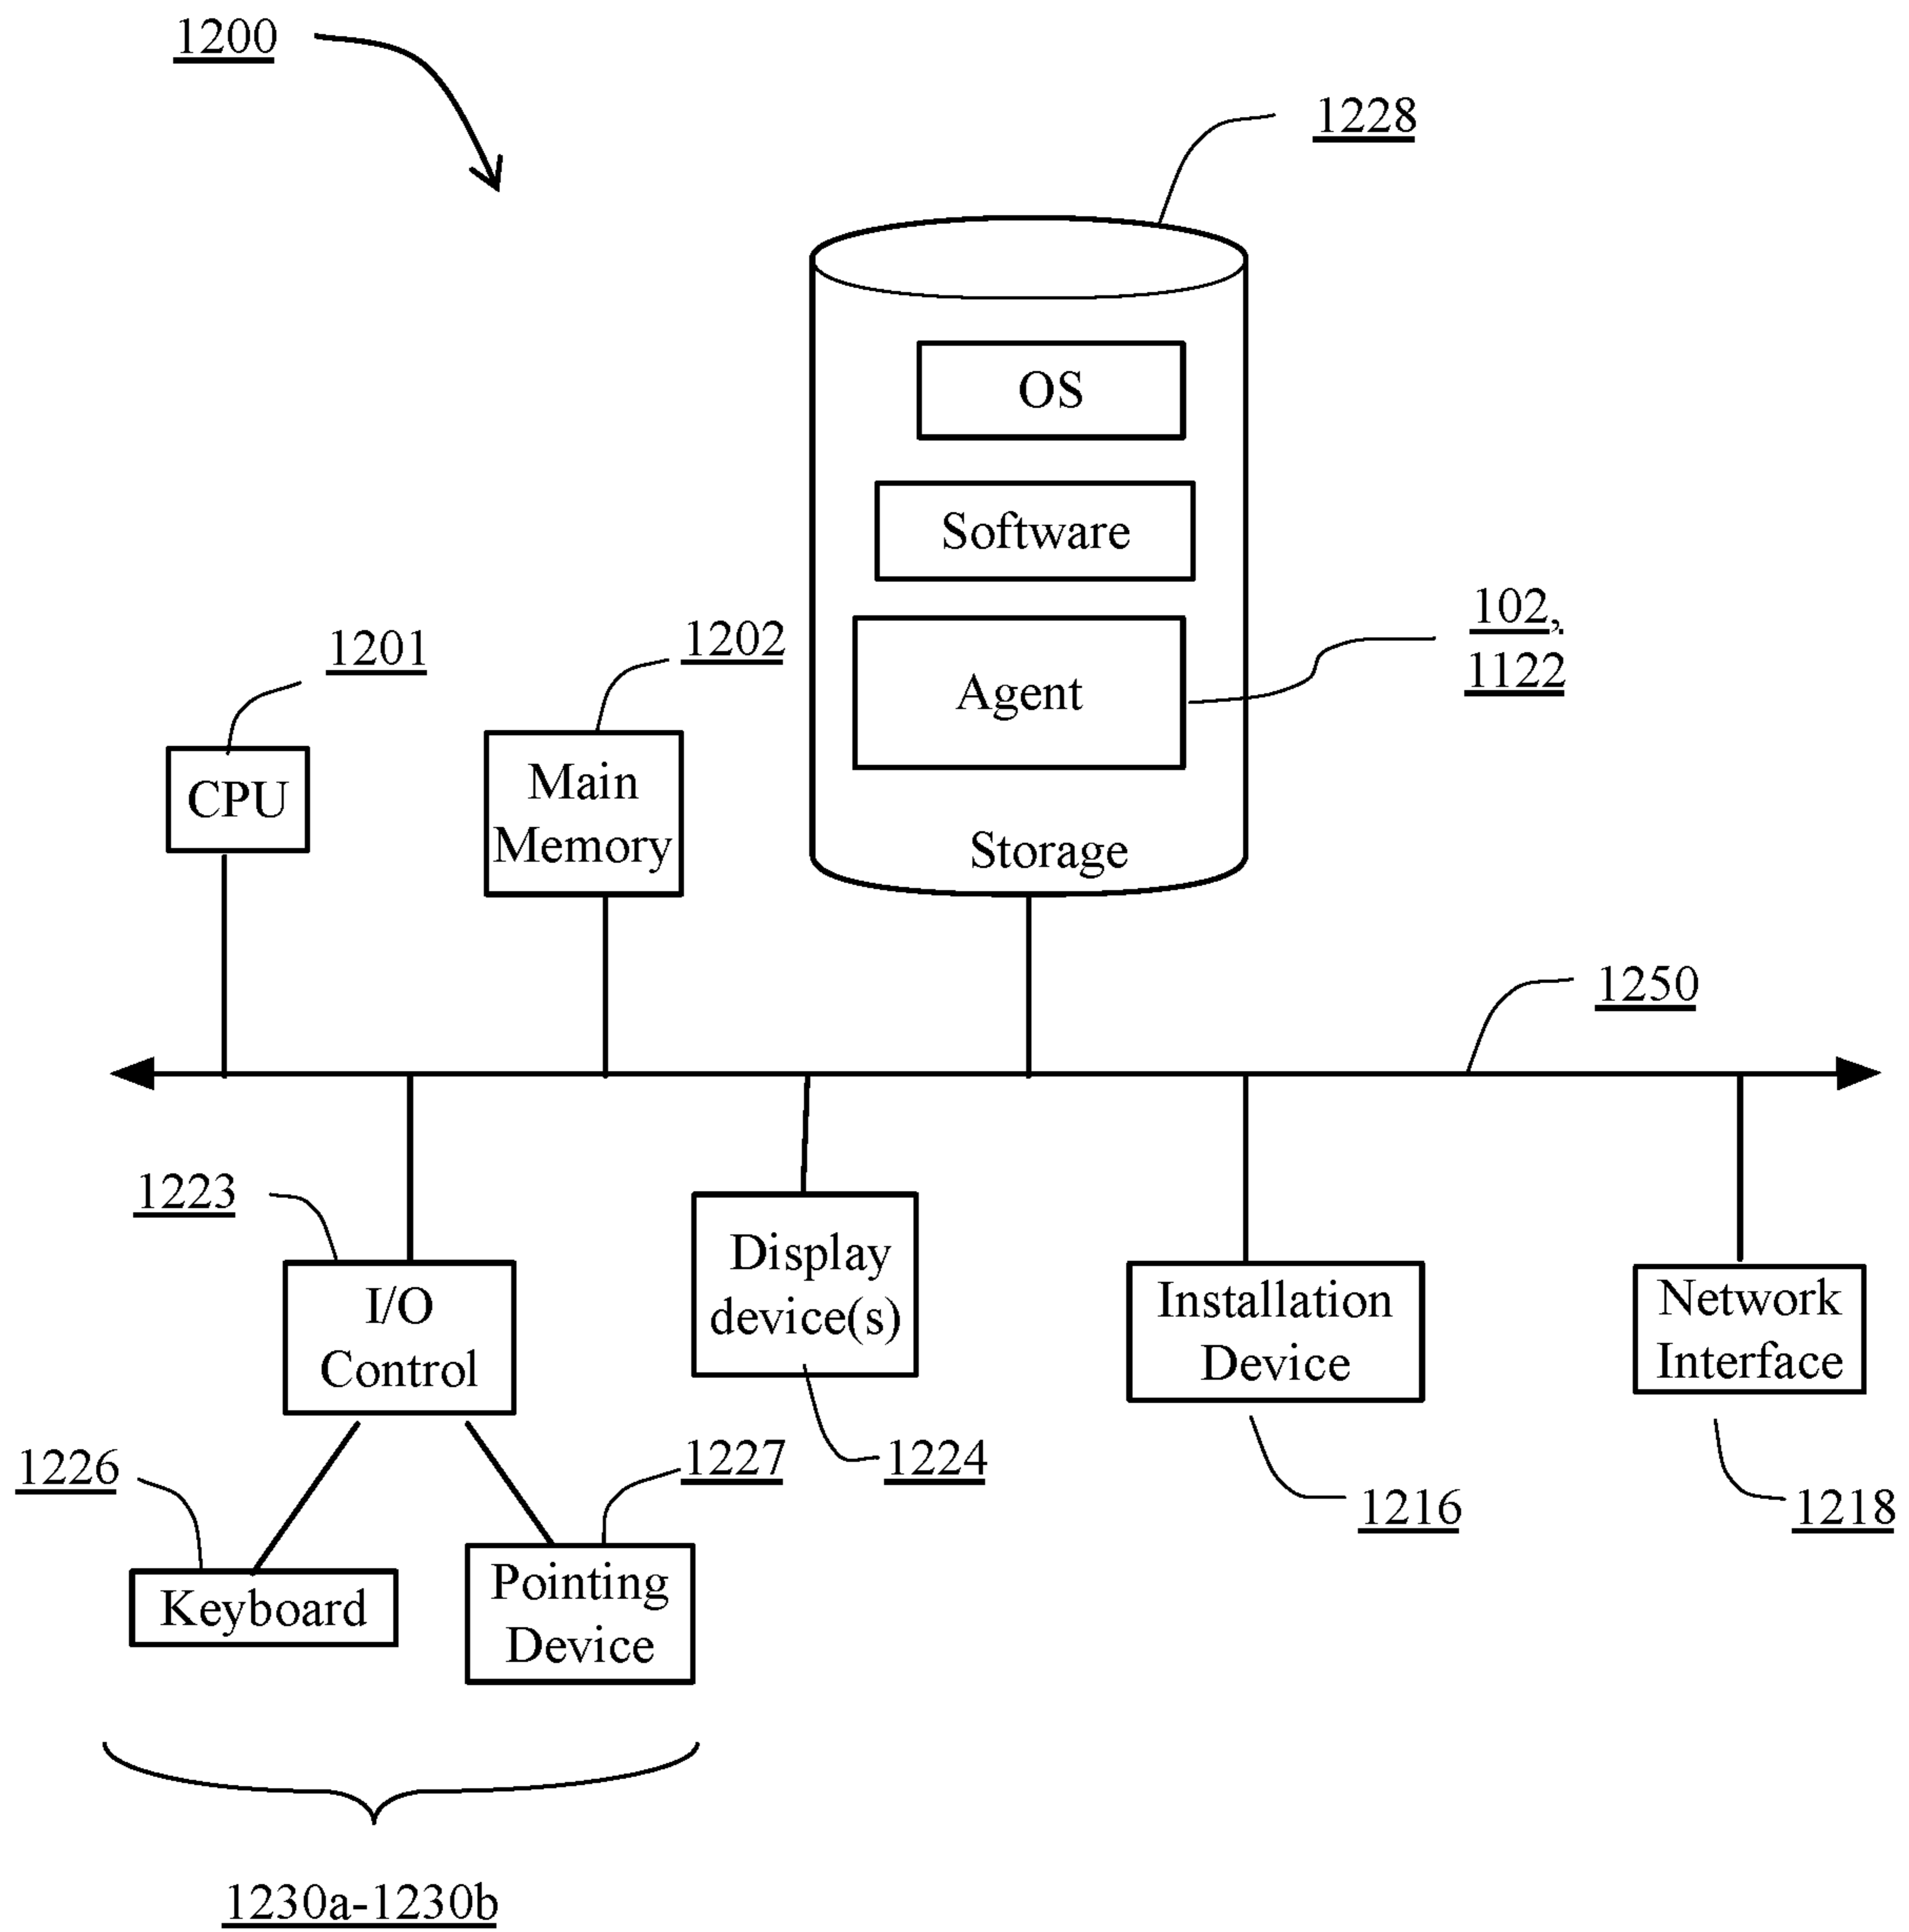 1200
1228
OS
Software
102,
1122
1201
1202
Agent
CPU
Main
Memory
Storage
1250
1223
Display
device(s)
I/O
Control
Installation
Device
Network
Interface
1226
1227
1224
1216
1218
Keyboard
Pointing
Device
1230a-1230b